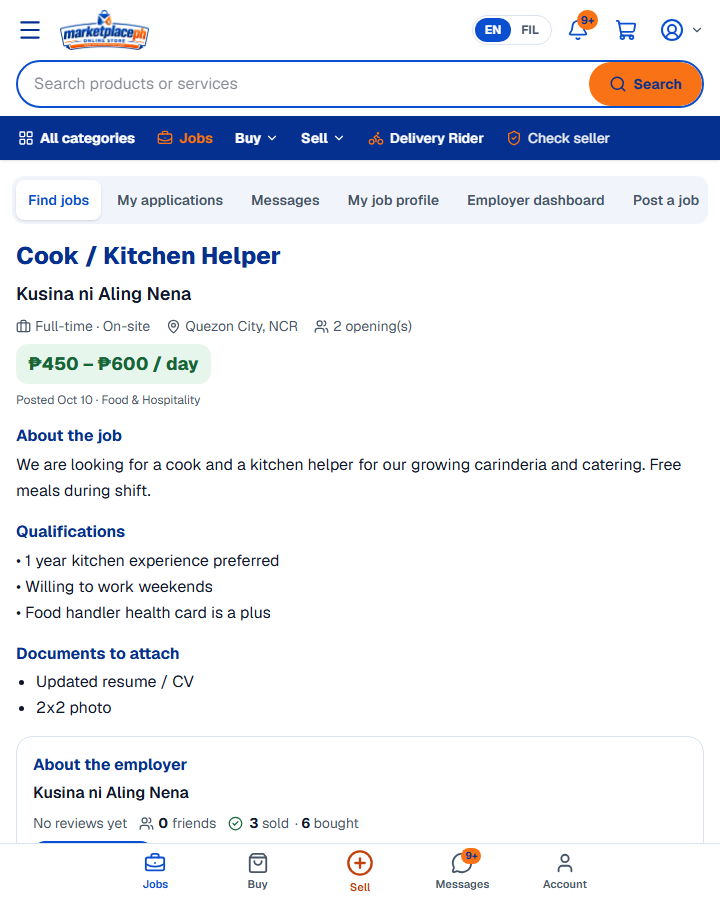 marketplaceph
ONLINE STORE
EN FIL
9+
Search products or services
Search
All categories Jobs Buy Sell Delivery Rider Check seller
Find jobs My applications Messages My job profile Employer dashboard Post a job
Cook / Kitchen Helper
Kusina ni Aling Nena
Full-time · On-site Quezon City, NCR 2 opening(s)
₱450 – ₱600 / day
Posted Oct 10 · Food & Hospitality
About the job
We are looking for a cook and a kitchen helper for our growing carinderia and catering. Free
meals during shift.
Qualifications
• 1 year kitchen experience preferred
• Willing to work weekends
• Food handler health card is a plus
Documents to attach
• Updated resume / CV
• 2x2 photo
About the employer
Kusina ni Aling Nena
No reviews yet 0 friends 3 sold · 6 bought
9+
Jobs Buy Sell Messages Account